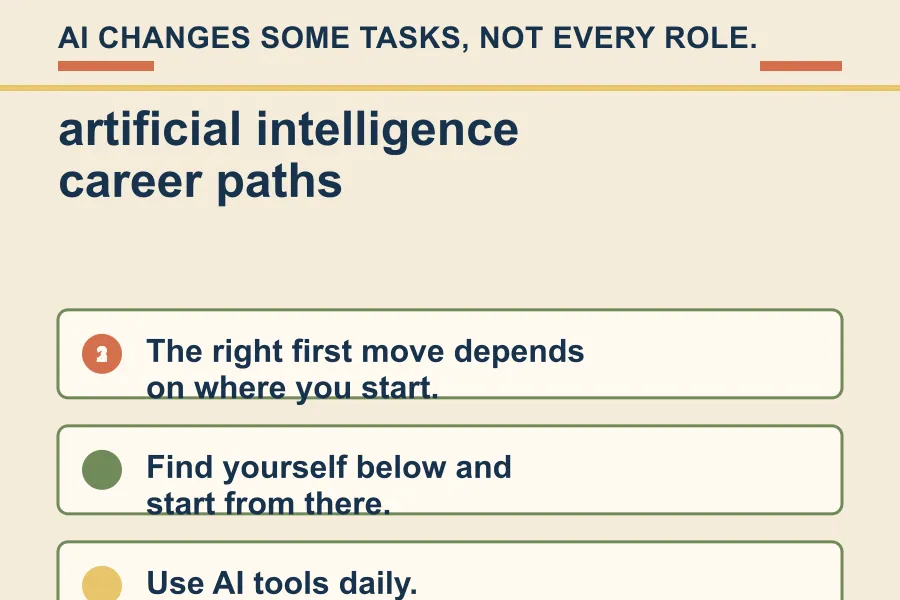 AI CHANGES SOME TASKS, NOT EVERY ROLE.
artificial intelligence
career paths
The right first move depends
on where you start.
Find yourself below and
start from there.
Use AI tools daily.